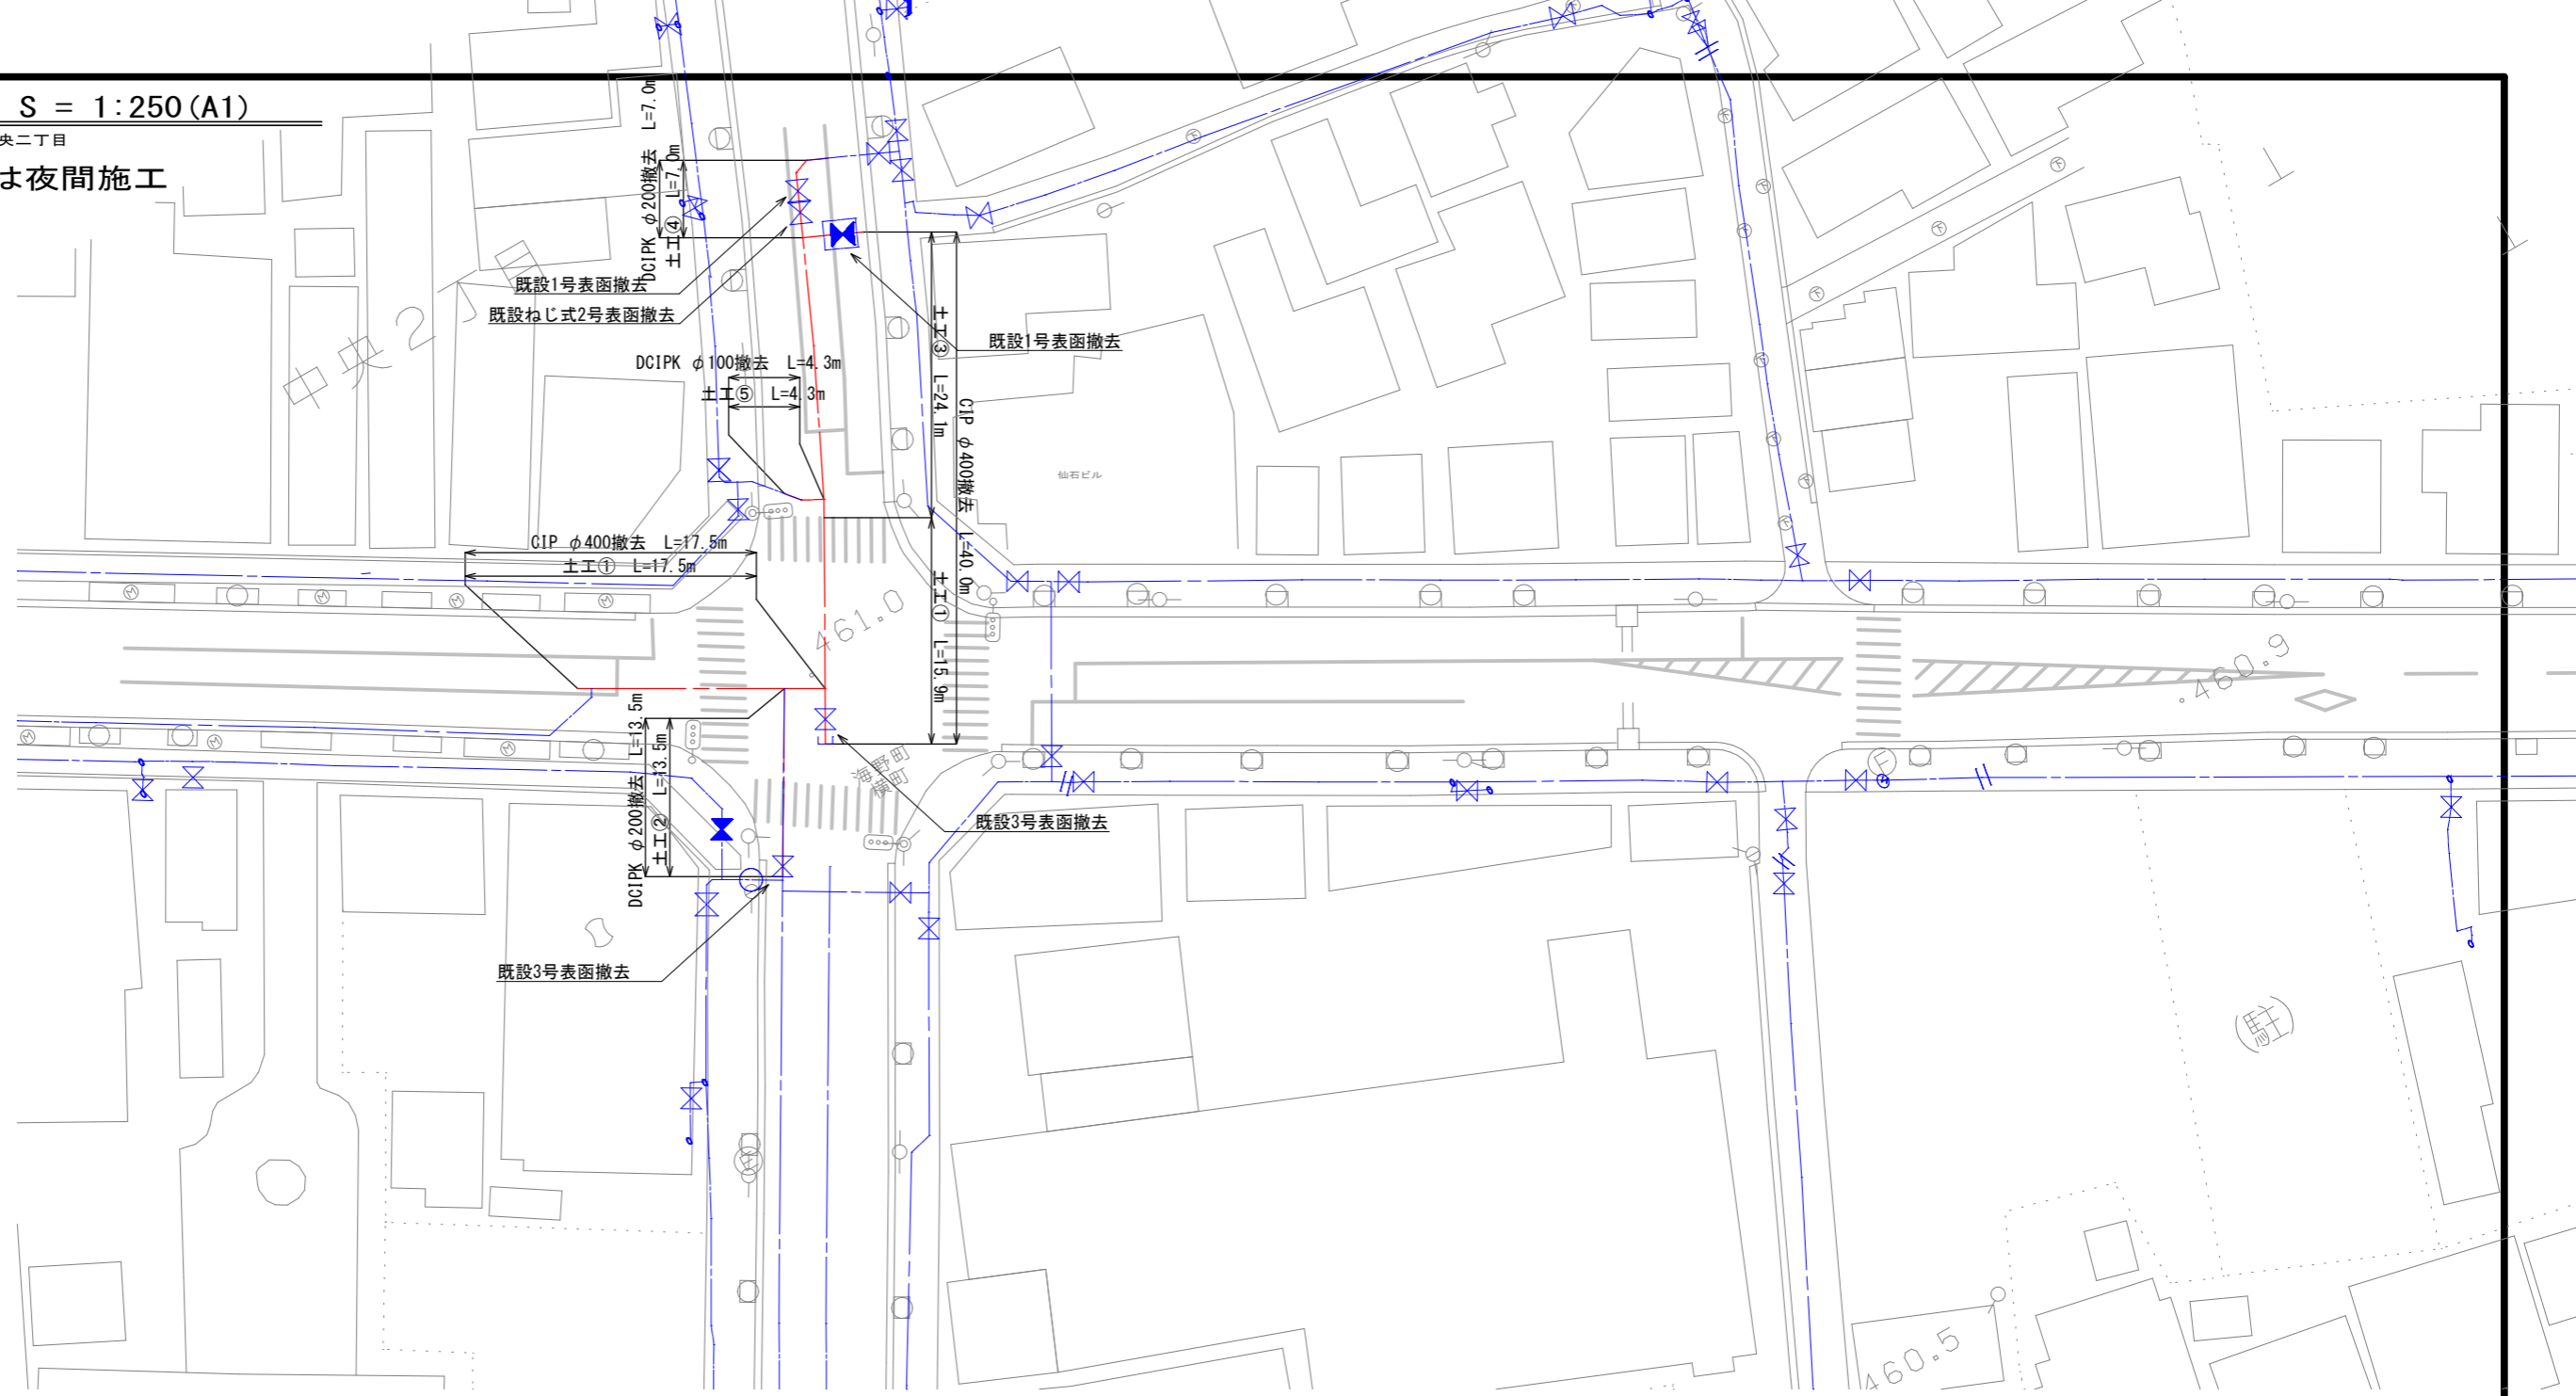 S = 1:250(A1)
央二丁目
は夜間施工
DCIPK φ200撤去 L=7.0m
土工④ L=7.0m
既設1号表函撤去
既設ねじ式2号表函撤去
既設1号表函撤去
中央2丁目
DCIPK φ100撤去 L=4.3m
土工⑤ L=4.3m
土工③ L=24.1m
CIP φ400撤去 L=40.0m
土工① L=15.9m
仙石ビル
CIP φ400撤去 L=17.5m
土工① L=17.5m
461.0
460.9
DCIPK φ200撤去 L=13.5m
土工② L=13.5m
海野町
横町
既設3号表函撤去
既設3号表函撤去
(駐)
460.5